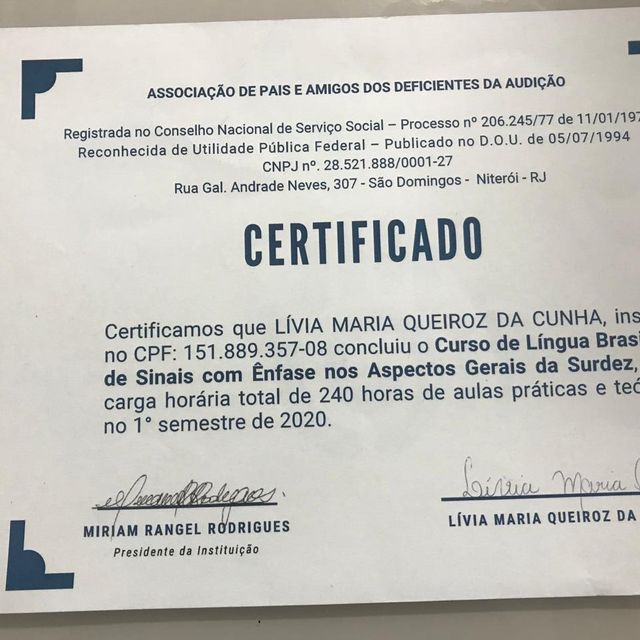 ASSOCIAÇÃO DE PAIS E AMIGOS DOS DEFICIENTES DA AUDIÇÃO
Registrada no Conselho Nacional de Serviço Social – Processo nº 206.245/77 de 11/01/197
Reconhecida de Utilidade Pública Federal – Publicado no D.O.U. de 05/07/1994
CNPJ nº. 28.521.888/0001-27
Rua Gal. Andrade Neves, 307 - São Domingos - Niterói - RJ
CERTIFICADO
Certificamos que LÍVIA MARIA QUEIROZ DA CUNHA, ins
no CPF: 151.889.357-08 concluiu o Curso de Língua Brasi
de Sinais com Ênfase nos Aspectos Gerais da Surdez,
carga horária total de 240 horas de aulas práticas e teó
no 1° semestre de 2020.
Lívia Maria
MIRIAM RANGEL RODRIGUES
LÍVIA MARIA QUEIROZ DA
Presidente da Instituição